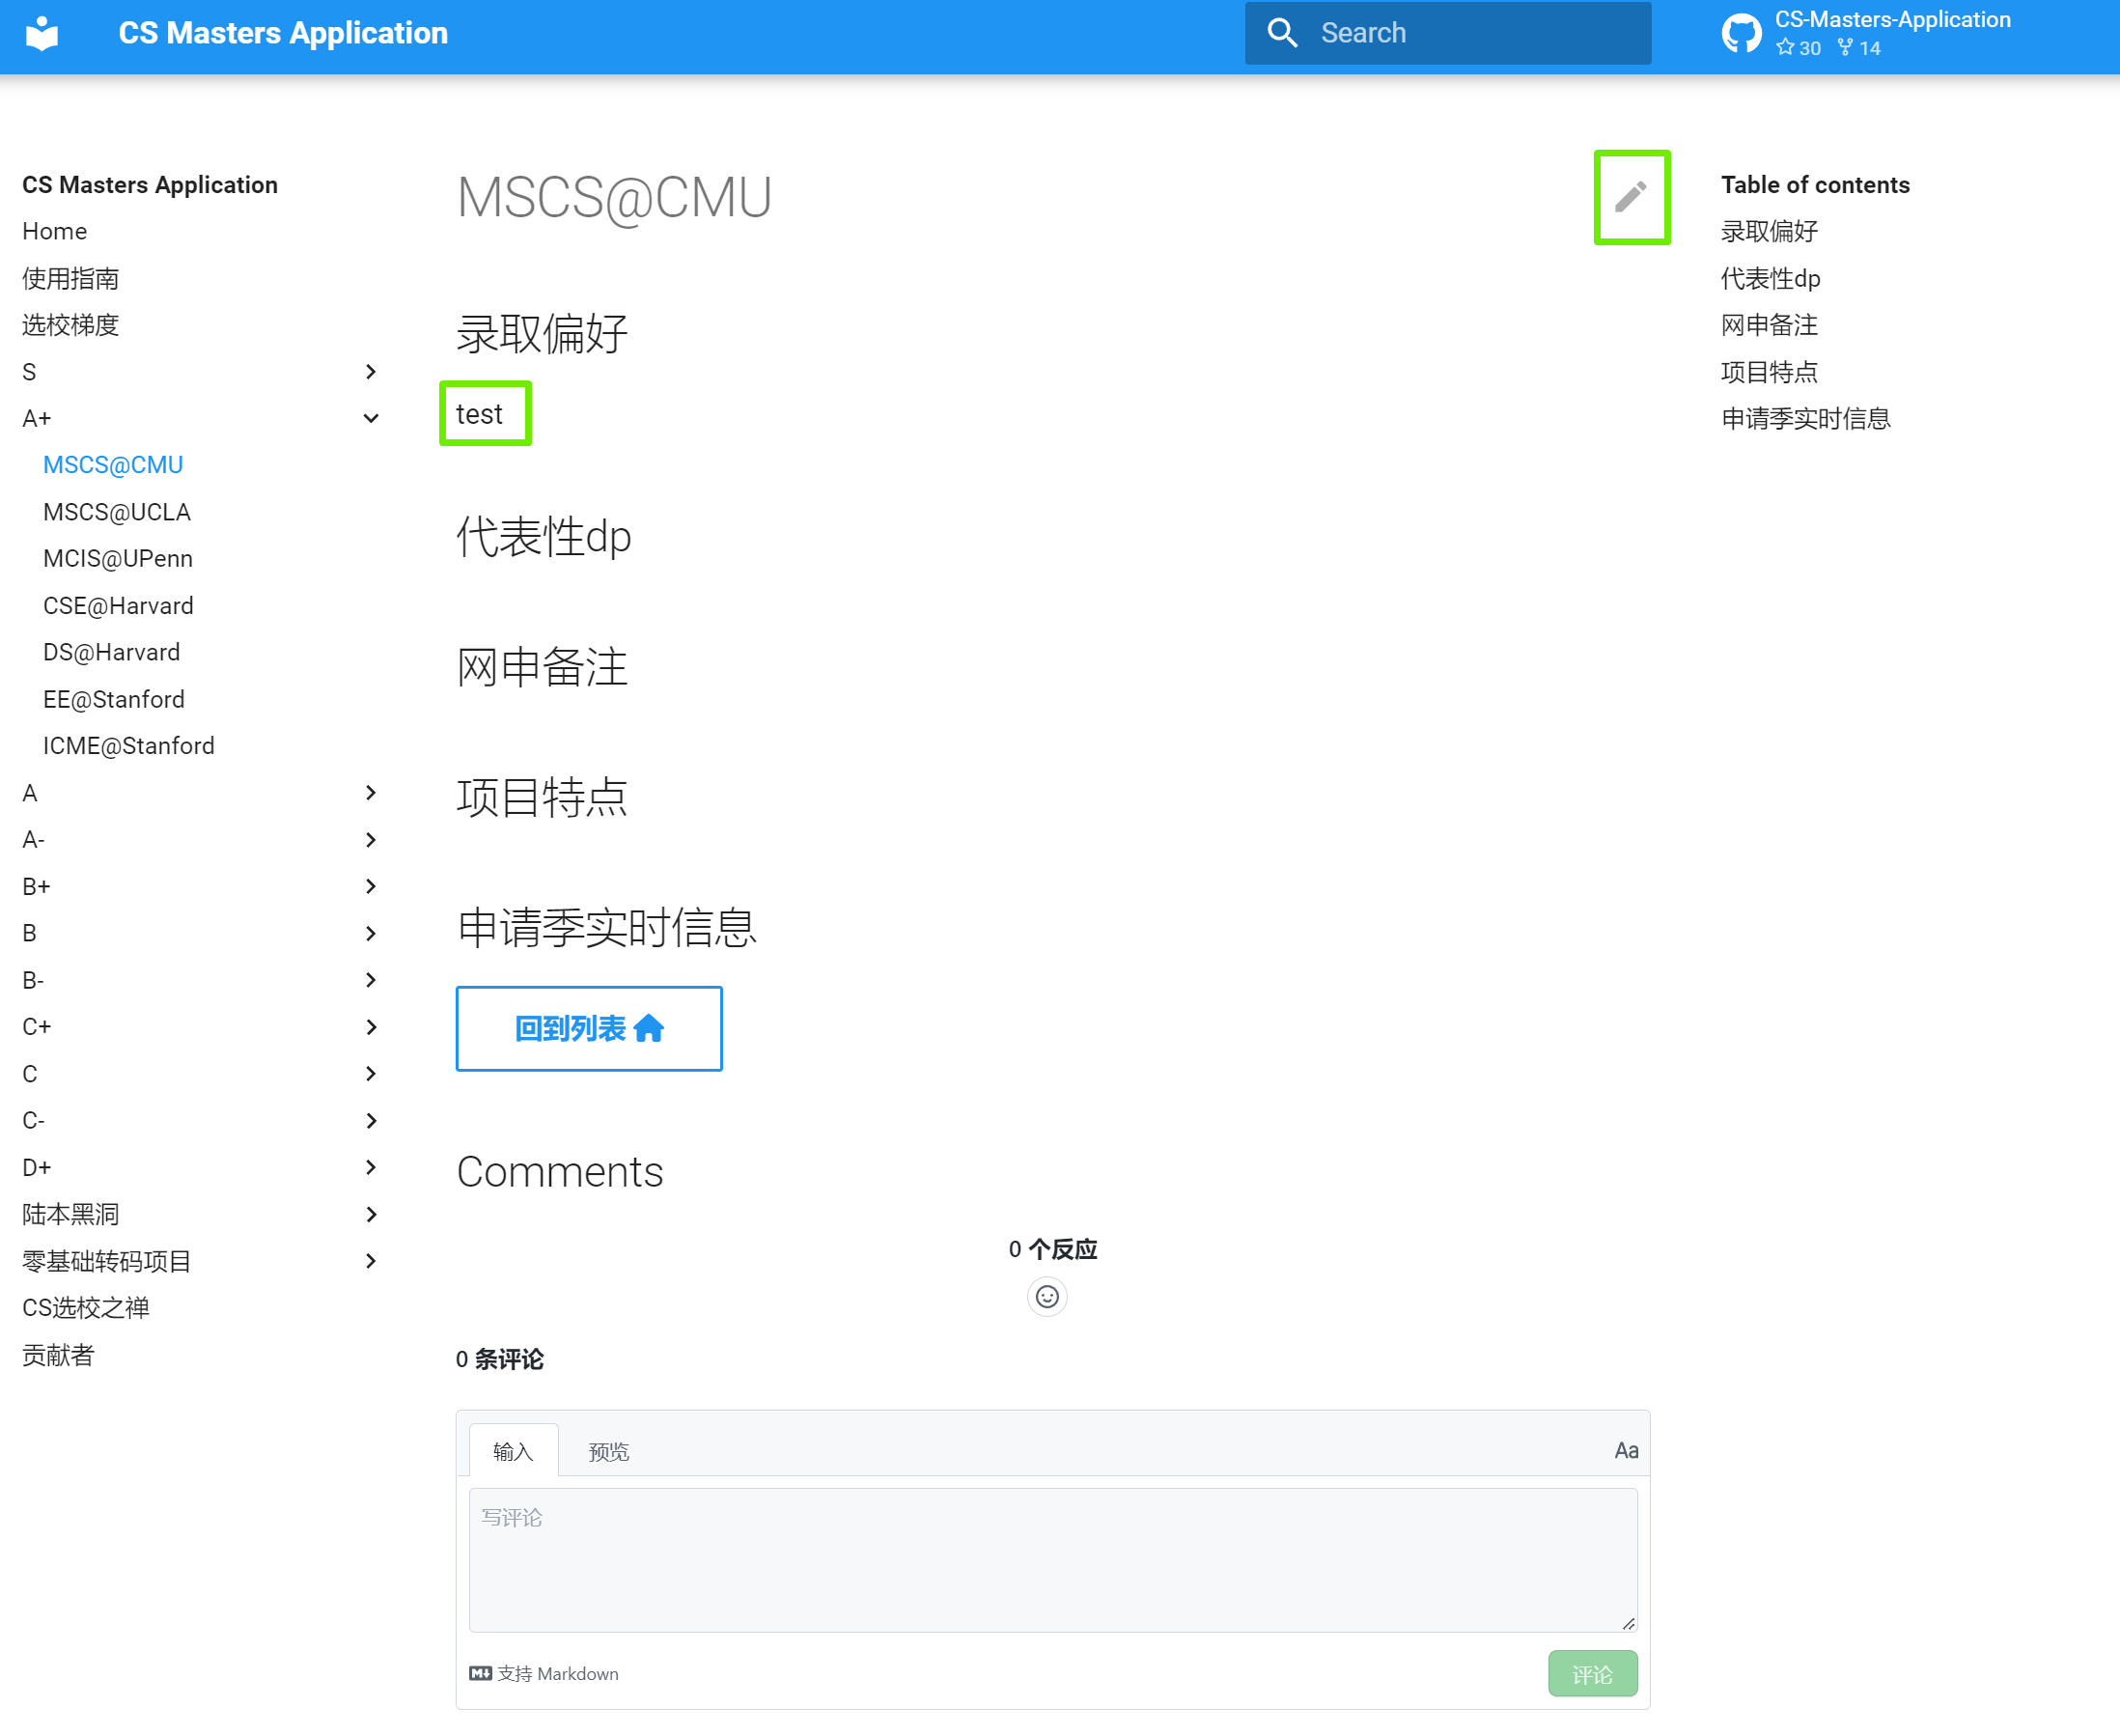 CS Masters Application
Search
CS-Masters-Application
30 14
CS Masters Application
Home
使用指南
选校梯度
S
A+
MSCS@CMU
MSCS@UCLA
MCIS@UPenn
CSE@Harvard
DS@Harvard
EE@Stanford
ICME@Stanford
A
A-
B+
B
B-
C+
C
C-
D+
陆本黑洞
零基础转码项目
CS选校之禅
贡献者
MSCS@CMU
录取偏好
test
代表性dp
网申备注
项目特点
申请季实时信息
回到列表
Comments
0 个反应
0 条评论
输入 预览 Aa
写评论
M 支持 Markdown
评论
Table of contents
录取偏好
代表性dp
网申备注
项目特点
申请季实时信息